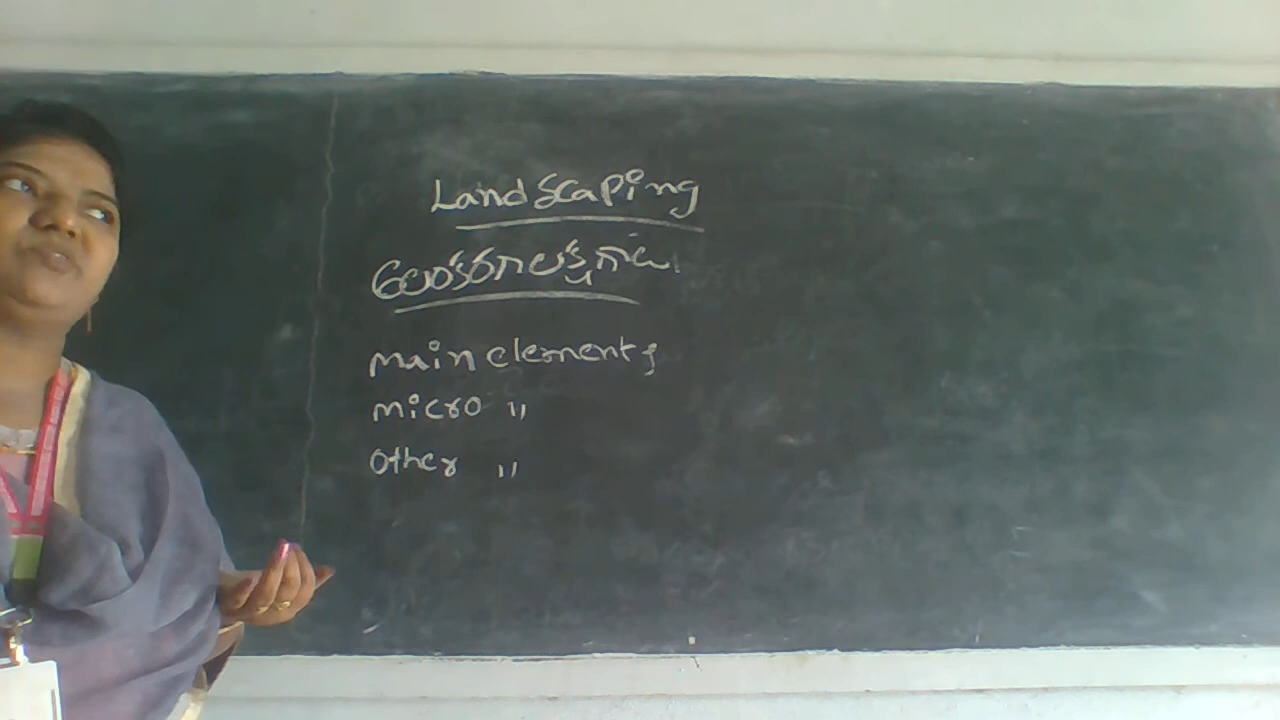 Landscaping
main elements
micro "
other "